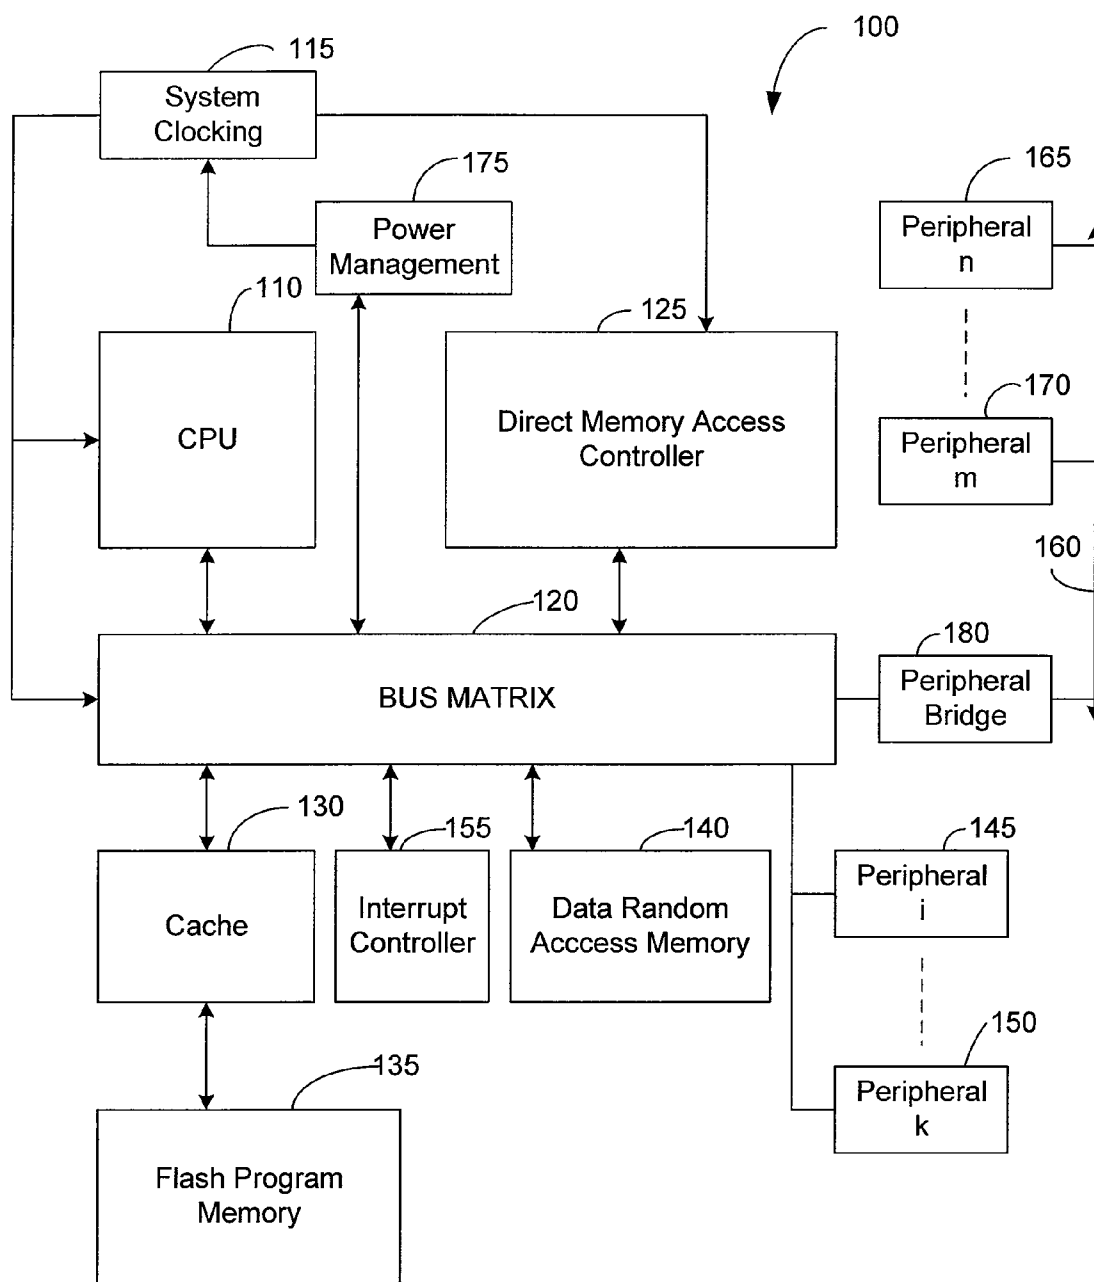 100
115
System
Clocking
175
Power
Management
165
Peripheral
n
110
CPU
125
Direct Memory Access
Controller
170
Peripheral
m
160
120
BUS MATRIX
180
Peripheral
Bridge
130
Cache
155
Interrupt
Controller
140
Data Random
Acccess Memory
145
Peripheral
i
150
Peripheral
k
135
Flash Program
Memory